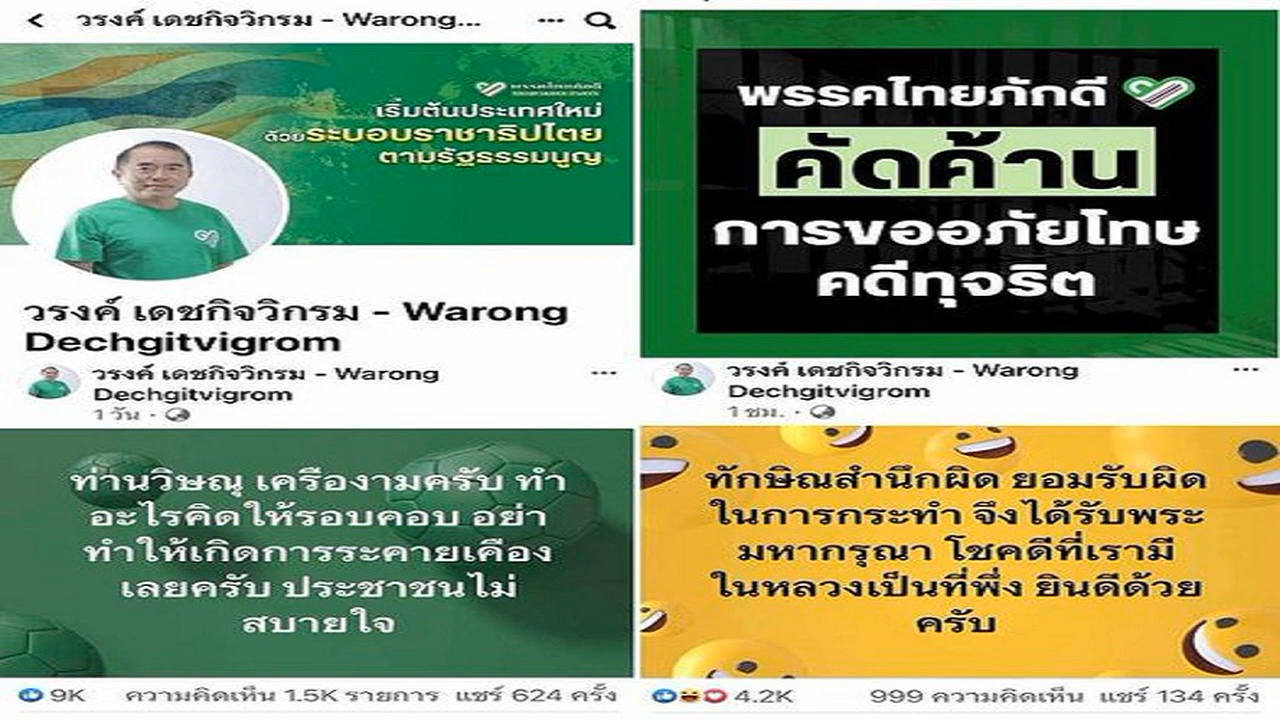 วรงค์ เดชกิจวิกรม - Warong...
พรรคไทยภักดี
เริ่มต้นประเทศใหม่
ด้วยระบอบราชาธิปไตย
ตามรัฐธรรมนูญ
วรงค์ เดชกิจวิกรม - Warong
Dechgitvigrom
วรงค์ เดชกิจวิกรม - Warong
Dechgitvigrom
1 วัน ·
ท่านวิษณุ เครืองามครับ ทำ
อะไรคิดให้รอบคอบ อย่า
ทำให้เกิดการระคายเคือง
เลยครับ ประชาชนไม่
สบายใจ
9K ความคิดเห็น 1.5K รายการ แชร์ 624 ครั้ง
พรรคไทยภักดี
คัดค้าน
การขออภัยโทษ
คดีทุจริต
วรงค์ เดชกิจวิกรม - Warong
Dechgitvigrom
1 ชม. ·
ทักษิณสำนึกผิด ยอมรับผิด
ในการกระทำ จึงได้รับพระ
มหากรุณา โชคดีที่เรามี
ในหลวงเป็นที่พึ่ง ยินดีด้วย
ครับ
4.2K 999 ความคิดเห็น แชร์ 134 ครั้ง